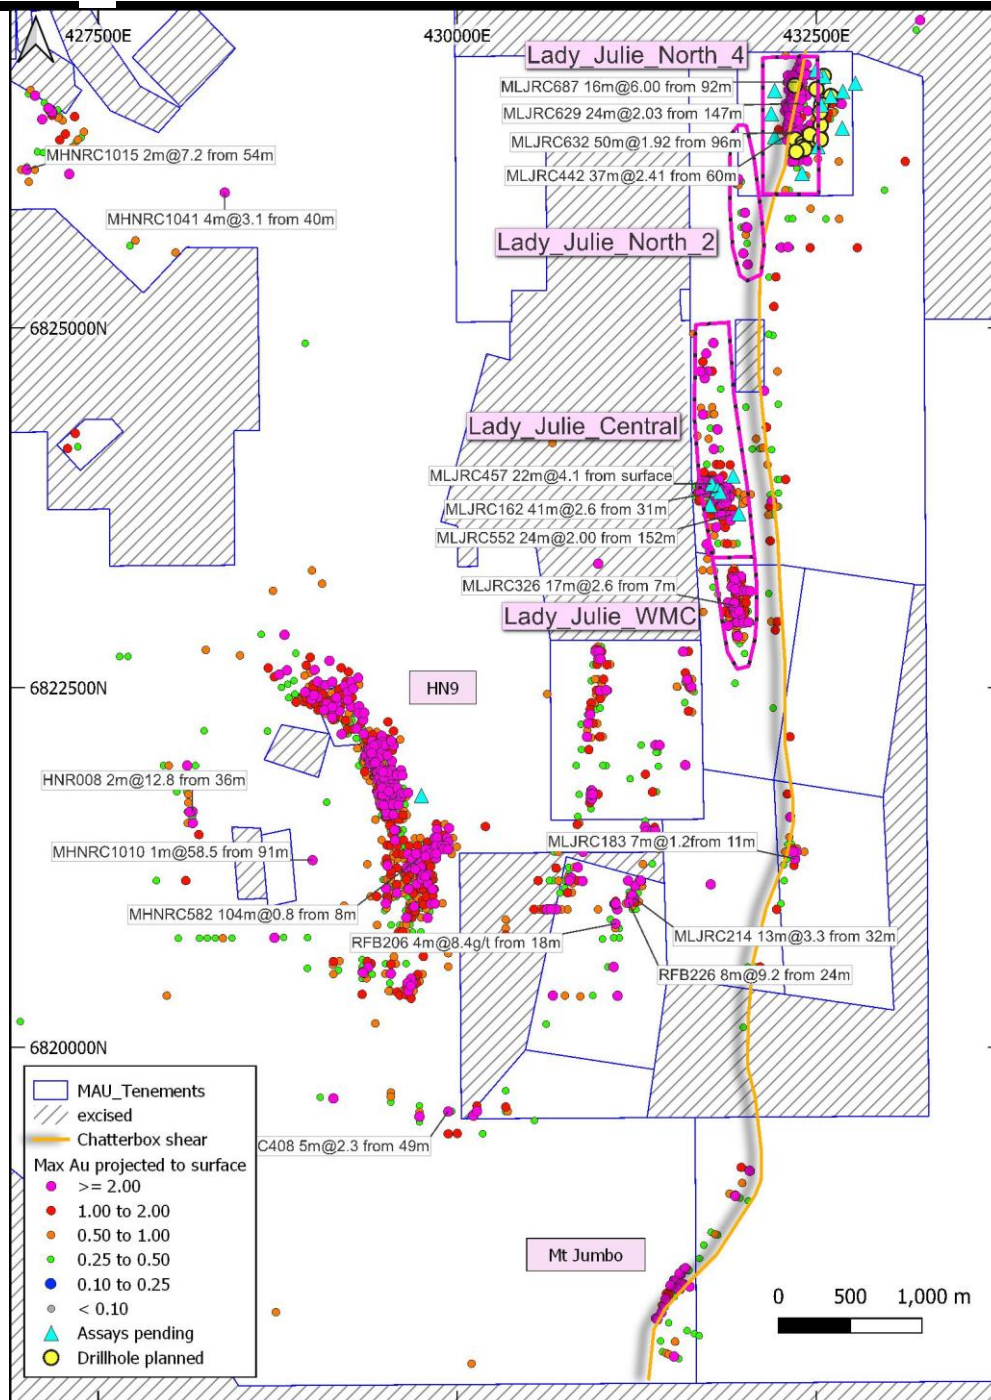 427500E
430000E
432500E
Lady_Julie_North_4
MLJRC687 16m@6.00 from 92m
MLJRC629 24m@2.03 from 147m
MLJRC632 50m@1.92 from 96m
MLJRC442 37m@2.41 from 60m
MHNRC1015 2m@7.2 from 54m
MHNRC1041 4m@3.1 from 40m
Lady_Julie_North_2
6825000N
Lady_Julie_Central
MLJRC457 22m@4.1 from surface
MLJRC162 41m@2.6 from 31m
MLJRC552 24m@2.00 from 152m
MLJRC326 17m@2.6 from 7m
Lady_Julie_WMC
6822500N
HN9
HNR008 2m@12.8 from 36m
MLJRC183 7m@1.2from 11m
MHNRC1010 1m@58.5 from 91m
MHNRC582 104m@0.8 from 8m
RFB206 4m@8.4g/t from 18m
MLJRC214 13m@3.3 from 32m
RFB226 8m@9.2 from 24m
6820000N
MAU_Tenements
excised
Chatterbox shear
C408 5m@2.3 from 49m
Max Au projected to surface
>= 2.00
1.00 to 2.00
0.50 to 1.00
0.25 to 0.50
0.10 to 0.25
< 0.10
Assays pending
Drillhole planned
Mt Jumbo
0 500 1,000 m